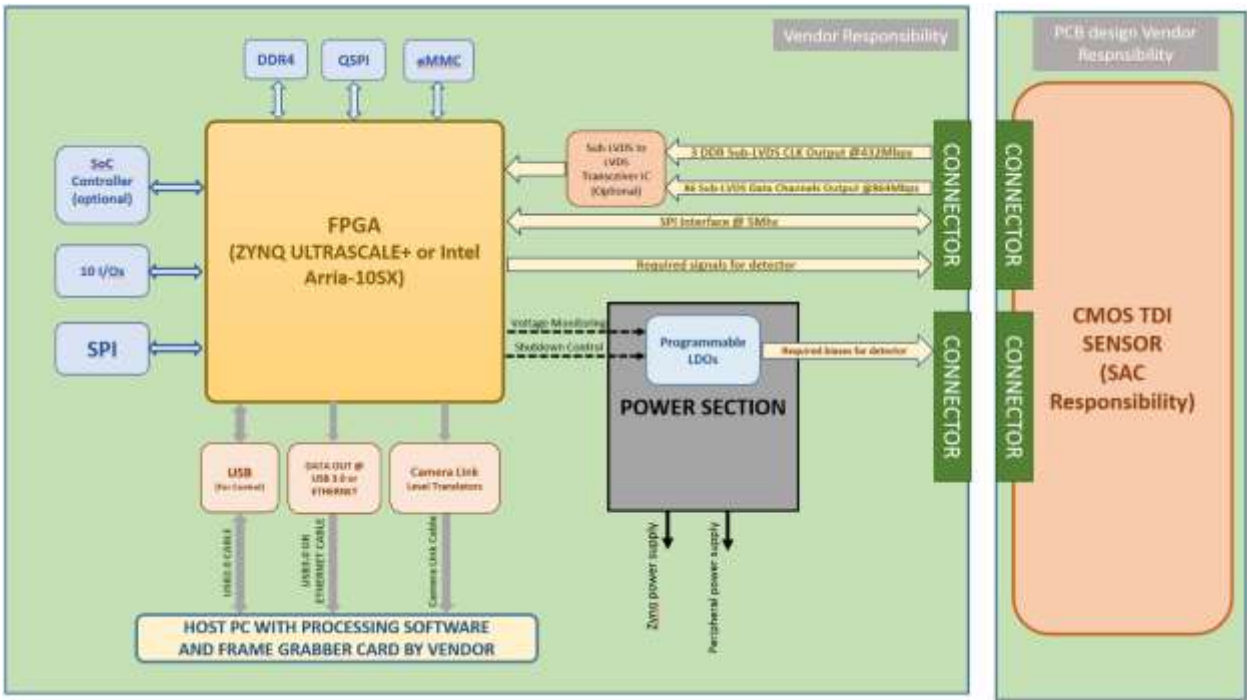 Vendor Responsibility
PCB design Vendor
Respnsibility
DDR4
QSPI
eMMC
SoC
Controller
(optional)
10 I/Os
SPI
FPGA
(ZYNQ ULTRASCALE+ or Intel
Arria-10SX)
Sub LVDS to
LVDS
Transceiver IC
(Optional)
3 DDR Sub-LVDS CLK Output @432Mbps
86 Sub-LVDS Data Channels Output @864Mbps
SPI Interface @ 5Mhz
Required signals for detector
CONNECTOR
CONNECTOR
Voltage Monitoring
Shutdown Control
Programmable
LDOs
Required biases for detector
POWER SECTION
CONNECTOR
CONNECTOR
CMOS TDI
SENSOR
(SAC
Responsibility)
USB
(For Control)
DATA OUT @
USB 3.0 or
ETHERNET
Camera Link
Level Translators
USB2.0 CABLE
USB3.0 OR
ETHERNET CABLE
Camera Link Cable
Zynq power supply
Peripheral power supply
HOST PC WITH PROCESSING SOFTWARE
AND FRAME GRABBER CARD BY VENDOR